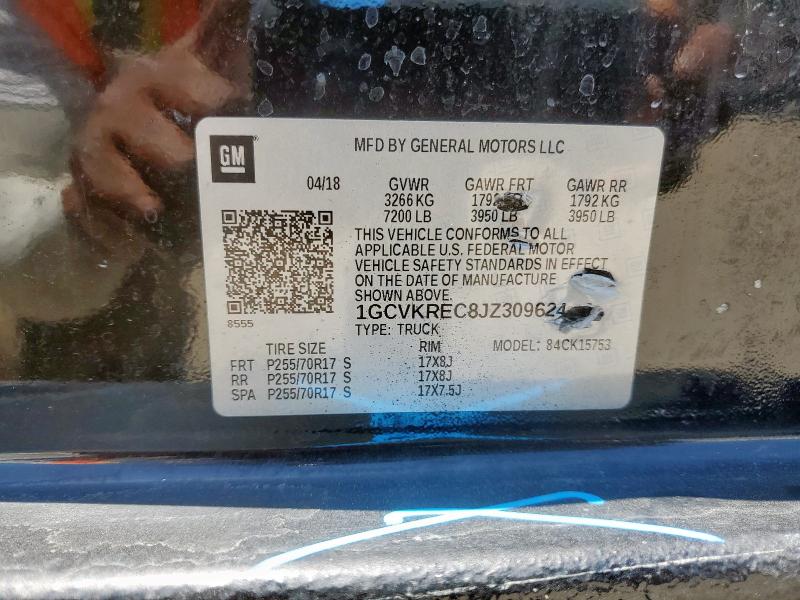 GM
MFD BY GENERAL MOTORS LLC
04/18 GVWR GAWR FRT GAWR RR
3266 KG 1792 1792 KG
7200 LB 3950 LB 3950 LB
THIS VEHICLE CONFORMS TO ALL
APPLICABLE U.S. FEDERAL MOTOR
VEHICLE SAFETY STANDARDS IN EFFECT
ON THE DATE OF MANUFACTURE
SHOWN ABOVE.
8555
1GCVKREC8JZ309624
TYPE: TRUCK
TIRE SIZE RIM MODEL: 84CK15753
FRT P255/70R17 S 17X8J
RR P255/70R17 S 17X8J
SPA P255/70R17 S 17X7.5J